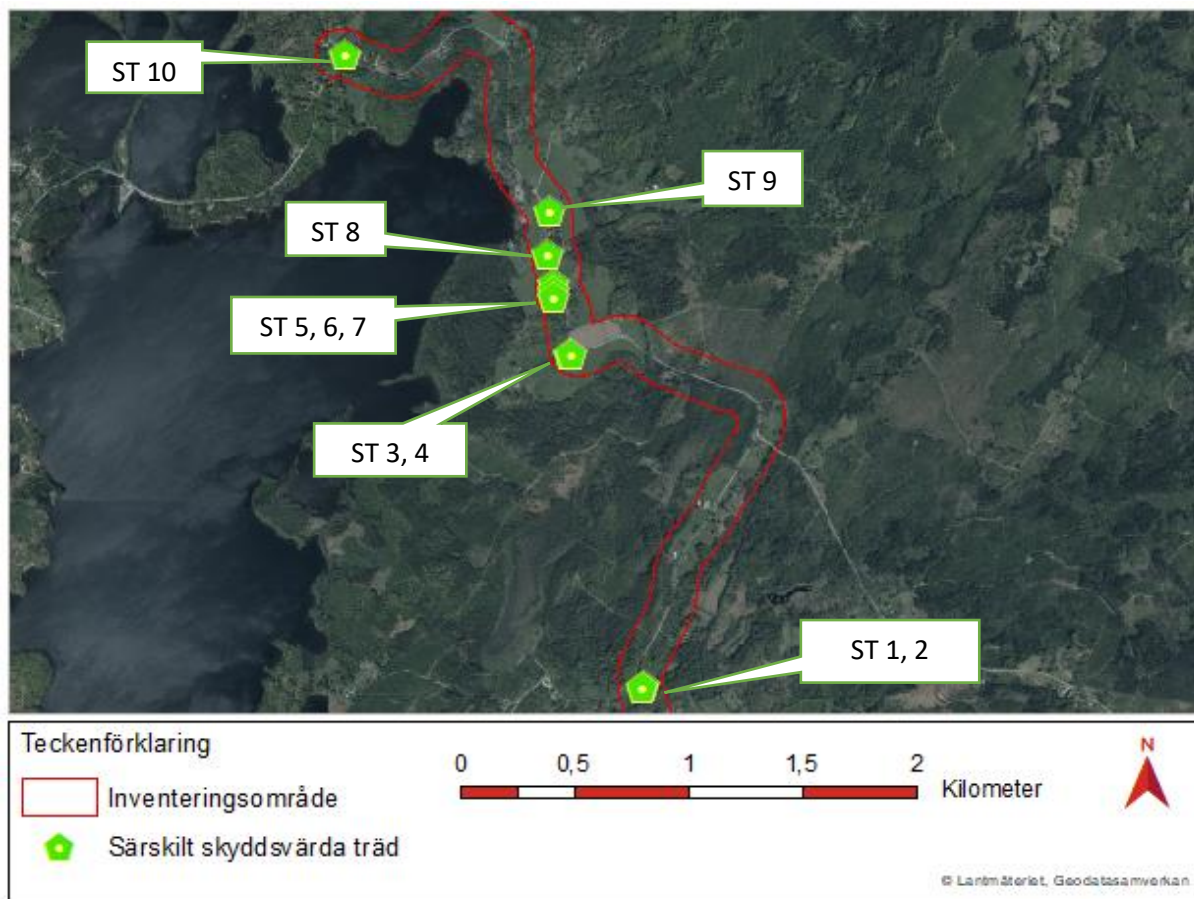 ST 10
ST 9
ST 8
ST 5, 6, 7
ST 3, 4
ST 1, 2
Teckenförklaring
Inventeringsområde
Särskilt skyddsvärda träd
0 0,5 1 1,5 2
Kilometer
N
© Lantmäteriet, Geodatasamverkan